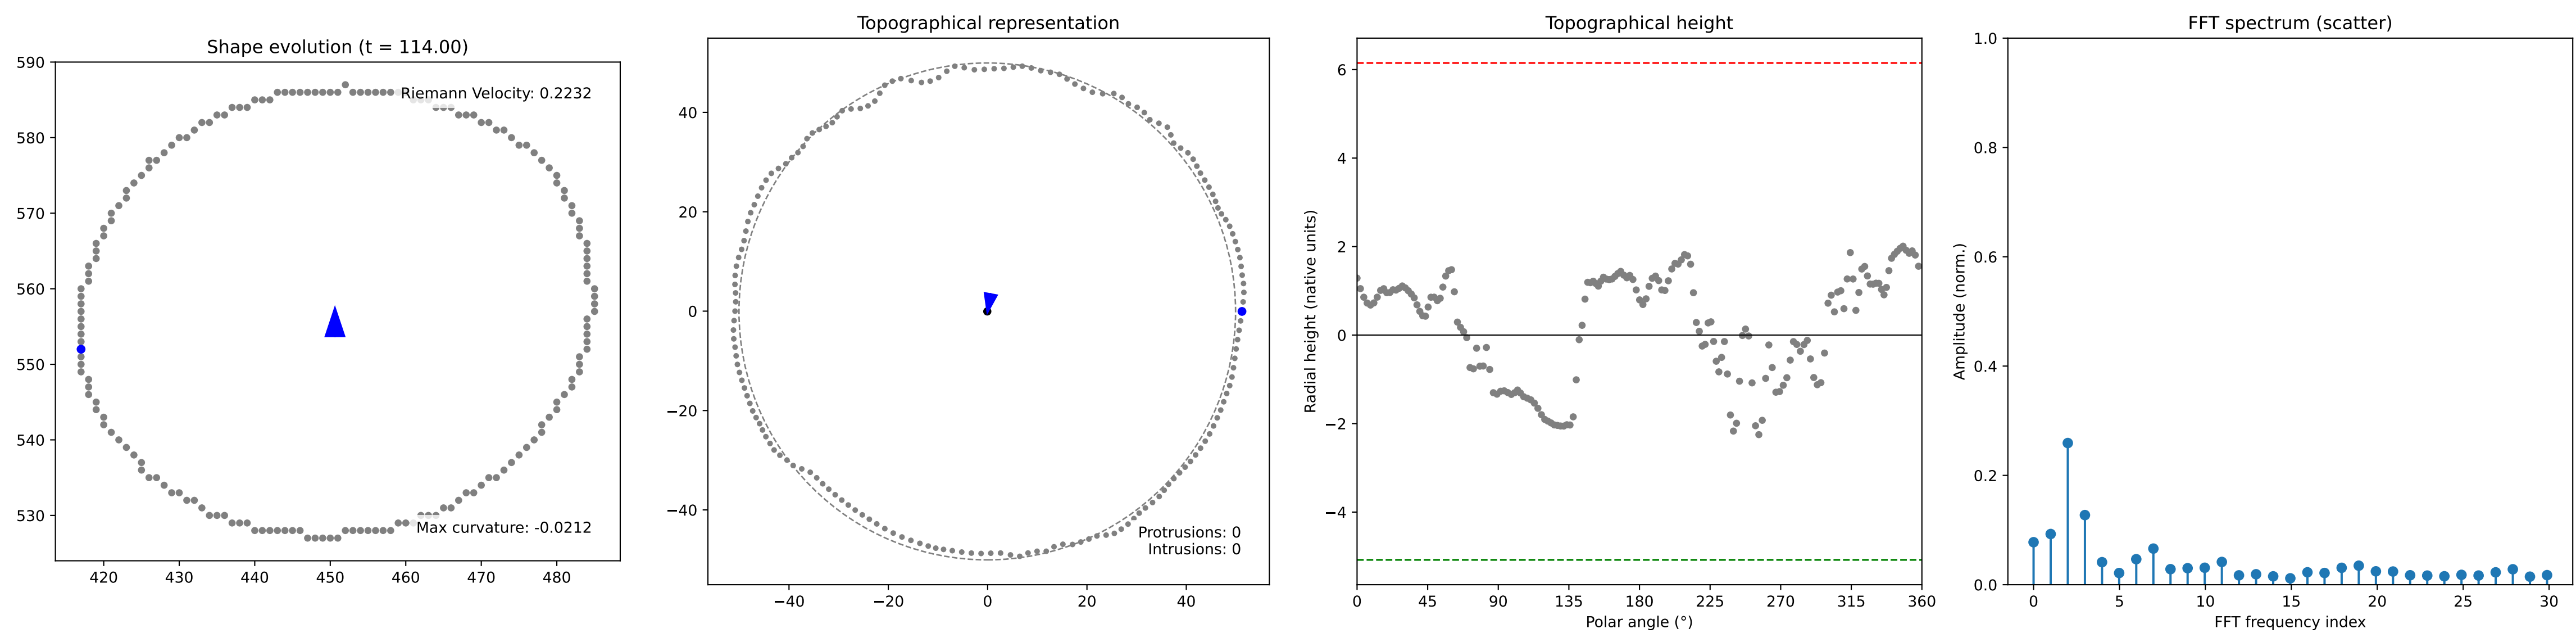 Shape evolution (t = 114.00)
590
580
570
560
550
540
530
420 430 440 450 460 470 480
Riemann Velocity: 0.2232
Max curvature: -0.0212
Topographical representation
40
20
0
−20
−40
−40 −20 0 20 40
Protrusions: 0
Intrusions: 0
Topographical height
Radial height (native units)
6
4
2
0
−2
−4
0 45 90 135 180 225 270 315 360
Polar angle (°)
FFT spectrum (scatter)
Amplitude (norm.)
1.0
0.8
0.6
0.4
0.2
0.0
0 5 10 15 20 25 30
FFT frequency index